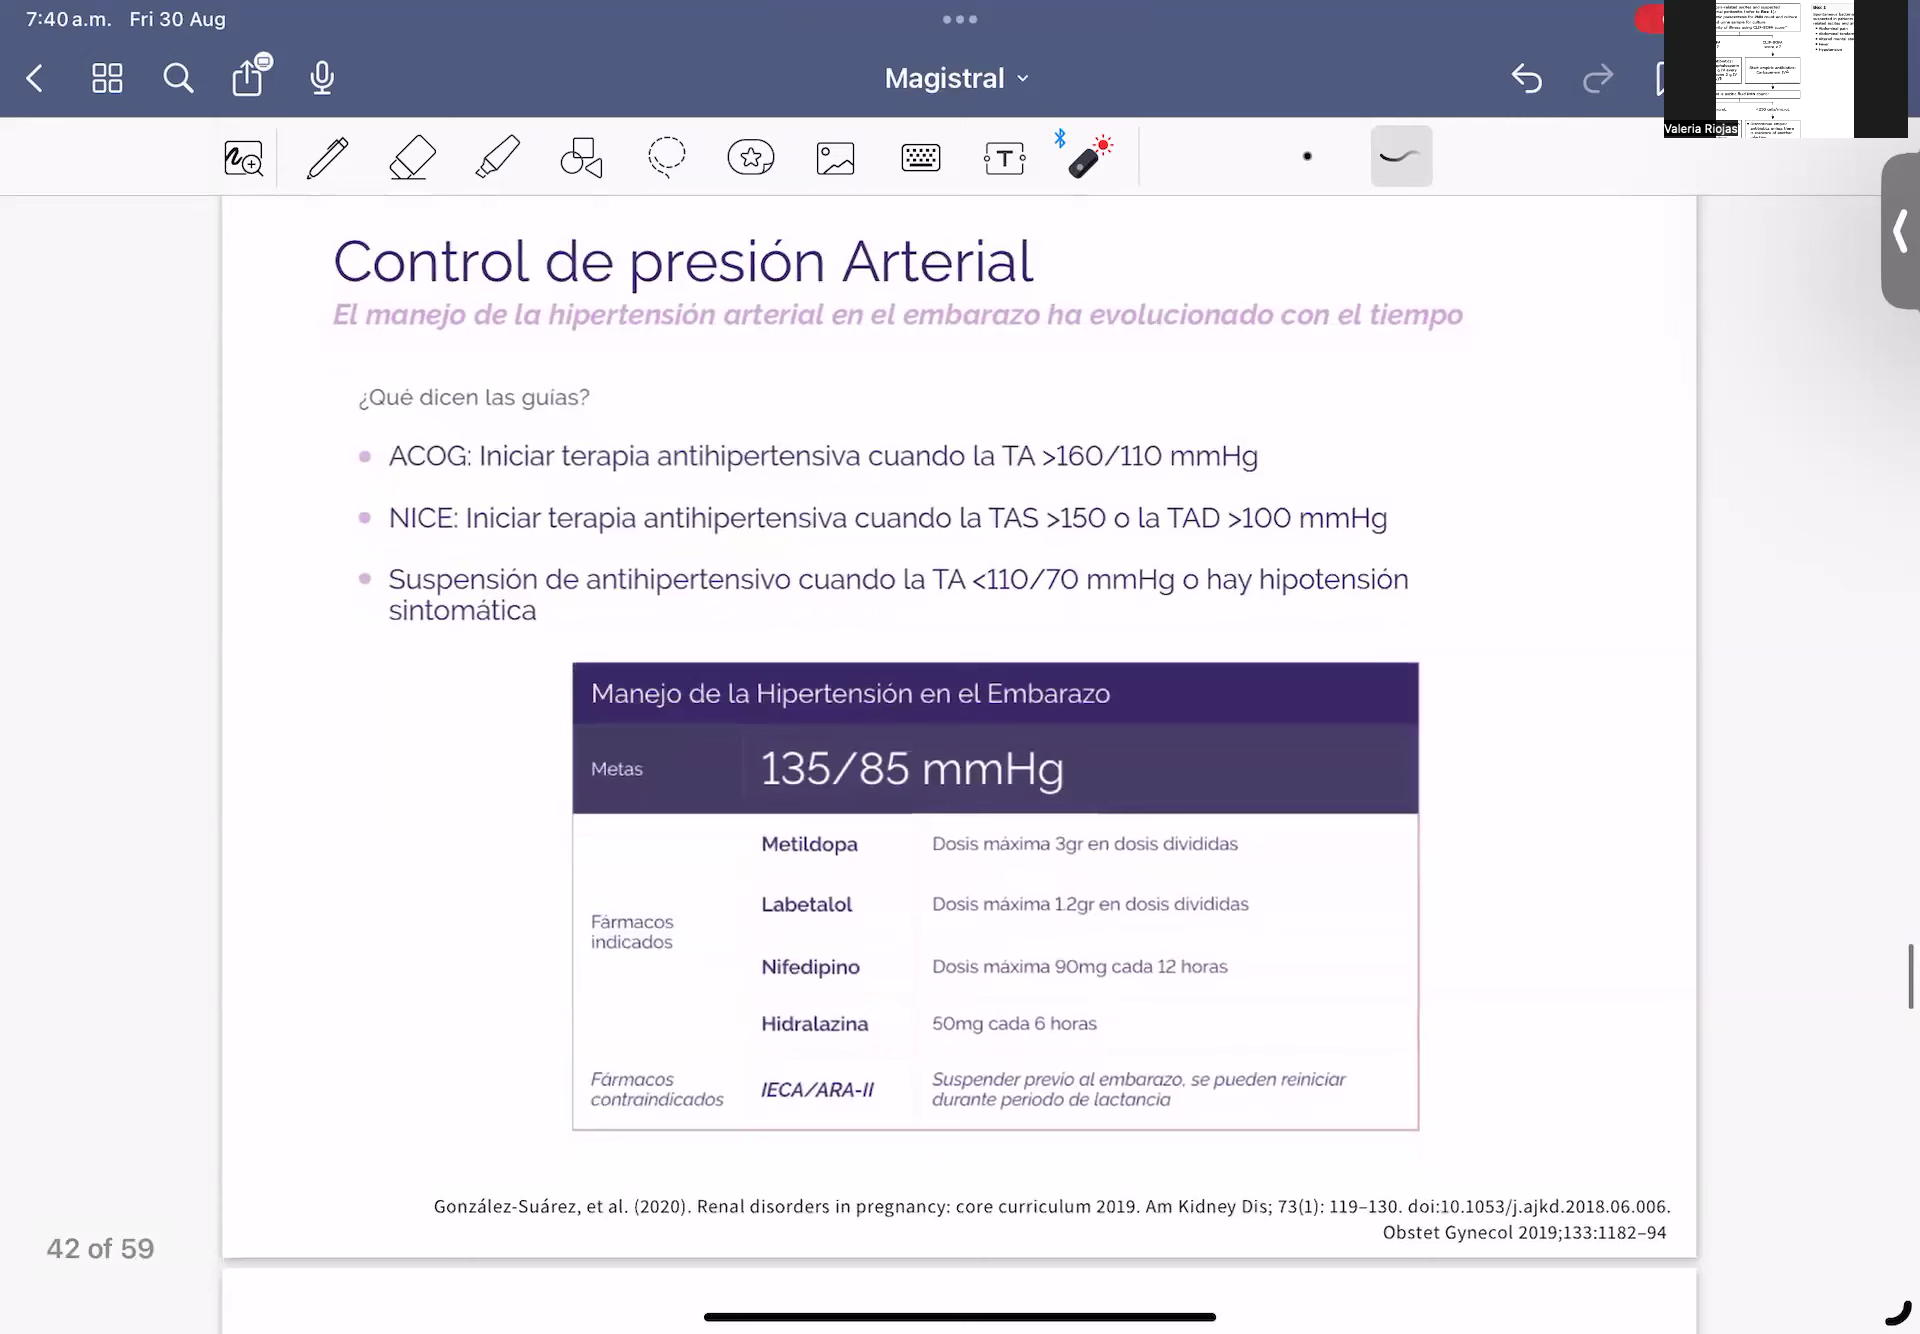 7:40 a.m. Fri 30 Aug
Magistral
Valeria Riojas
Control de presión Arterial
El manejo de la hipertensión arterial en el embarazo ha evolucionado con el tiempo
¿Qué dicen las guías?
ACOG: Iniciar terapia antihipertensiva cuando la TA >160/110 mmHg
NICE: Iniciar terapia antihipertensiva cuando la TAS >150 o la TAD >100 mmHg
Suspensión de antihipertensivo cuando la TA <110/70 mmHg o hay hipotensión
sintomática
Manejo de la Hipertensión en el Embarazo
Metas 135/85 mmHg
Fármacos
indicados
Metildopa Dosis máxima 3gr en dosis divididas
Labetalol Dosis máxima 1.2gr en dosis divididas
Nifedipino Dosis máxima 90mg cada 12 horas
Hidralazina 50mg cada 6 horas
Fármacos
contraindicados
IECA/ARA-II
Suspender previo al embarazo, se pueden reiniciar
durante periodo de lactancia
González-Suárez, et al. (2020). Renal disorders in pregnancy: core curriculum 2019. Am Kidney Dis; 73(1): 119–130. doi:10.1053/j.ajkd.2018.06.006.
Obstet Gynecol 2019;133:1182–94
42 of 59